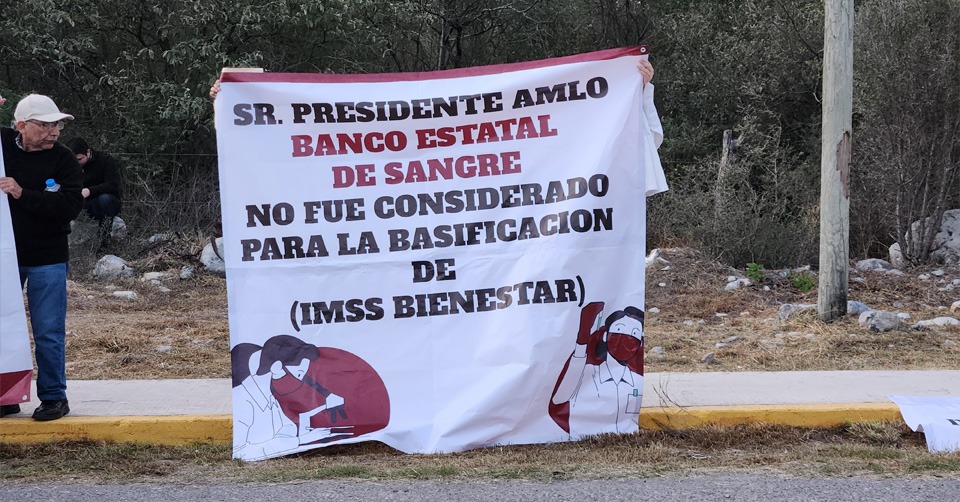 SR. PRESIDENTE AMLO
BANCO ESTATAL
DE SANGRE
NO FUE CONSIDERADO
PARA LA BASIFICACION
DE
(IMSS BIENESTAR)